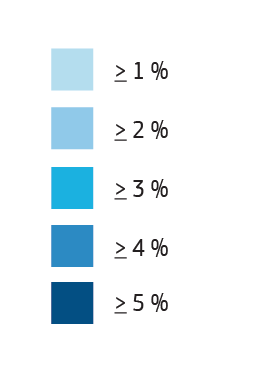 ≥ 1 %
≥ 2 %
≥ 3 %
≥ 4 %
≥ 5 %